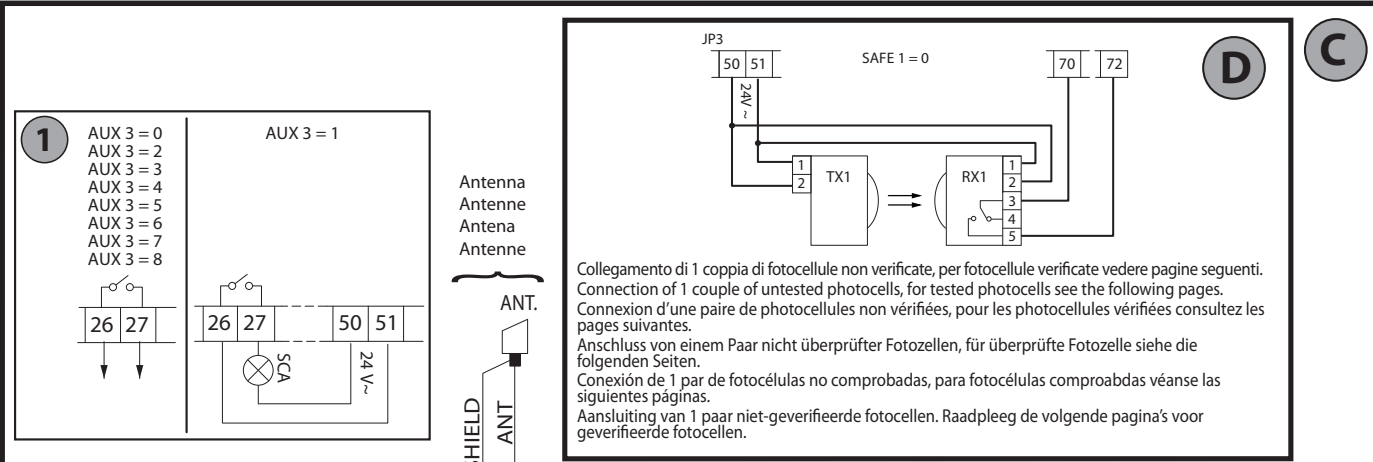 1
AUX 3 = 0
AUX 3 = 2
AUX 3 = 3
AUX 3 = 4
AUX 3 = 5
AUX 3 = 6
AUX 3 = 7
AUX 3 = 8
26 27
AUX 3 = 1
26 27 50 51
SCA
24 V~
Antenna
Antenne
Antena
Antenne
ANT.
ANT
D
C
JP3
50 51
SAFE 1 = 0
70 72
24V ~
1
2
TX1
RX1
1
2
3
4
5
Collegamento di 1 coppia di fotocellule non verificate, per fotocellule verificate vedere pagine seguenti.
Connection of 1 couple of untested photocells, for tested photocells see the following pages.
Connexion d'une paire de photocellules non vérifiées, pour les photocellules vérifiées consultez les
pages suivantes.
Anschluss von einem Paar nicht überprüfter Fotozellen, für überprüfte Fotozelle siehe die
folgenden Seiten.
Conexión de 1 par de fotocélulas no comprobadas, para fotocélulas comproabdas véanse las
siguientes páginas.
Aansluiting van 1 paar niet-geverifieerde fotocellen. Raadpleeg de volgende pagina's voor
geverifieerde fotocellen.